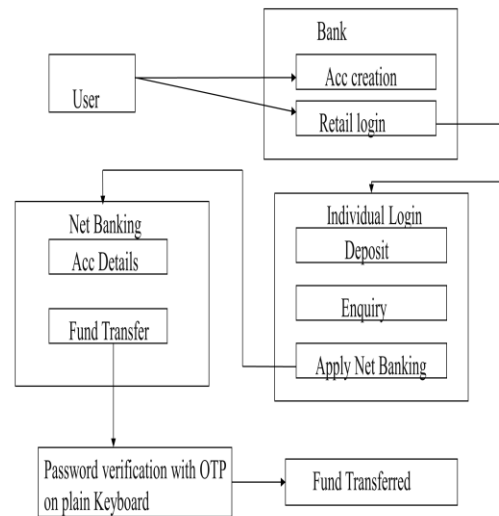 Bank
Acc creation
User
Retail login
Net Banking
Acc Details
Fund Transfer
Individual Login
Deposit
Enquiry
Apply Net Banking
Password verification with OTP
on plain Keyboard
Fund Transferred